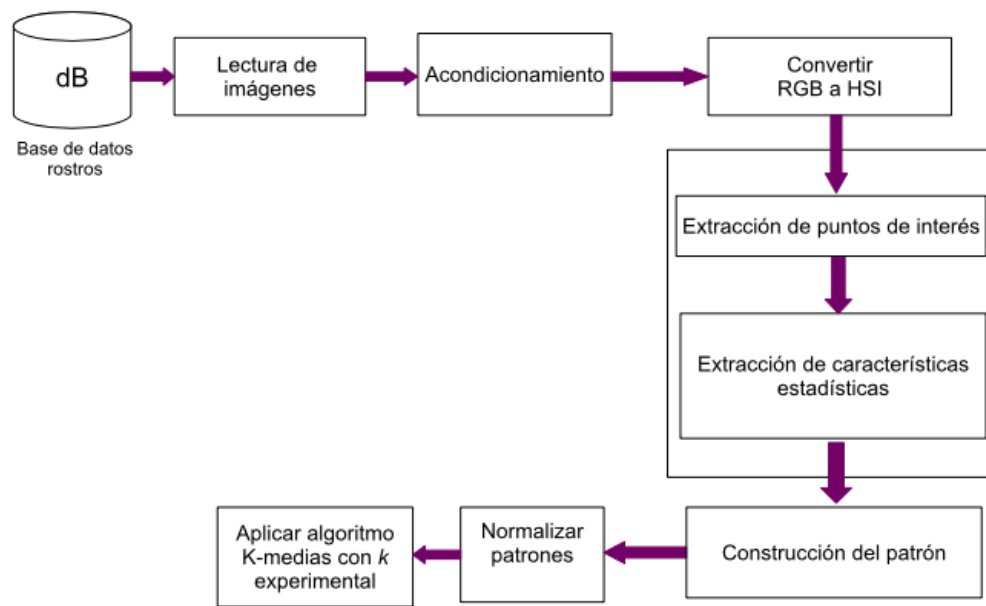 dB
Base de datos
rostros
Lectura de
imágenes
Acondicionamiento
Convertir
RGB a HSI
Extracción de puntos de interés
Extracción de características
estadísticas
Construcción del patrón
Normalizar
patrones
Aplicar algoritmo
K-medias con k
experimental